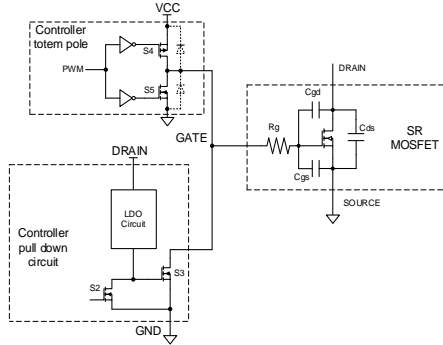 Controller
totem pole
VCC
S4
PWM
S5
DRAIN
Cgd
Rg
Cds
Cgs
SR
MOSFET
SOURCE
GATE
DRAIN
LDO
Circuit
Controller
pull down
circuit
S3
S2
GND